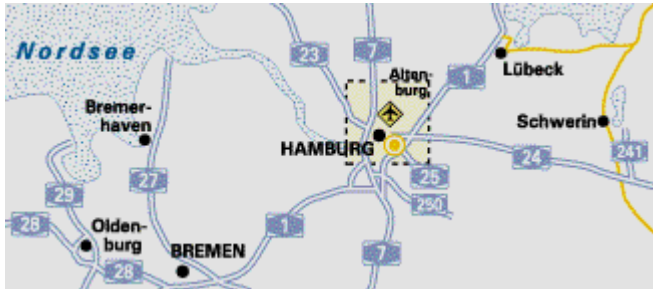 Nordsee
23
7
1
Alten-
burg
Lübeck
Bremer-
haven
HAMBURG
Schwerin
24
241
27
25
29
250
28
Olden-
burg
1
BREMEN
7
28